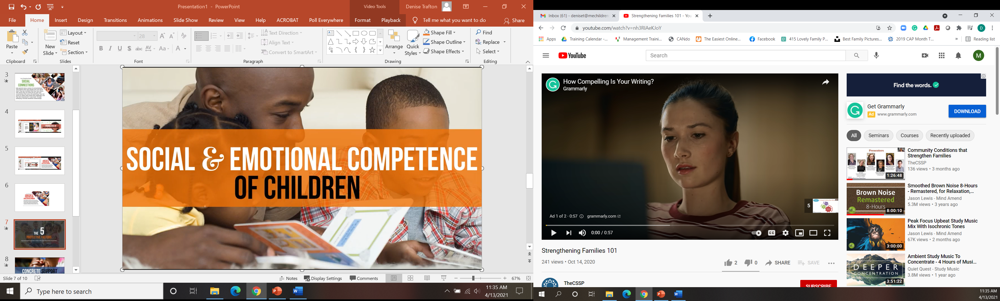 Presentation1 - PowerPoint
Video Tools
Denise Trafton
File
Home
Insert
Design
Transitions
Animations
Slide Show
Review
View
Help
ACROBAT
Poll Everywhere
Format
Playback
Tell me what you want to do
Share
Paste
Clipboard
New
Slide
Layout
Reset
Section
Slides
28
B I U S abc AV Aa A
Font
Text Direction
Align Text
Convert to SmartArt
Paragraph
Arrange
Quick
Styles
Shape Fill
Shape Outline
Shape Effects
Drawing
Find
Replace
Select
Editing
3
SOCIAL
CONNECTIONS
4
5
6
KNOWLEDGE OF
PARENTING AND
CHILD DEVELOPMENT
7
THE 5
PROTECTIVE FACTORS
8
CONCRETE SUPPORT
SOCIAL & EMOTIONAL COMPETENCE
OF CHILDREN
Slide 7 of 10
Notes
Display Settings
Comments
67%
Type here to search
11:35 AM
4/13/2021
Inbox (61) - deniset@mechildren
Strengthening Families 101 - You
youtube.com/watch?v=nh3RIAeKJoY
D
Apps
Training Calendar -...
Management Traini...
CANdo
The Easiest Online...
Facebook
415 Lovely Family P...
Best Family Pictures...
2019 CAP Month T...
»
Reading list
YouTube
Search
M
How Compelling Is Your Writing?
Grammarly
5
Ad 1 of 2 · 0:57
grammarly.com
0:00 / 0:57
CC
Strengthening Families 101
241 views • Oct 14, 2020
2
0
SHARE
SAVE
TheCSSP
SUBSCRIBE
Find the words.
Get Grammarly
Ad www.grammarly.com
DOWNLOAD
All
Seminars
Courses
Recently uploaded
Presenters
1:26:48
Community Conditions that
Strengthen Families
TheCSSP
136 views • 3 months ago
Brown Noise
Remastered
8-Hours
8:00:10
Smoothed Brown Noise 8-Hours
- Remastered, for Relaxation,...
Jason Lewis - Mind Amend
5.3M views • 3 years ago
3:00:00
Peak Focus Upbeat Study Music
Mix With Isochronic Tones
Jason Lewis - Mind Amend
67K views • 2 months ago
DEEPER
CONCENTRATION
3:51:22
Ambient Study Music To
Concentrate - 4 Hours of Musi...
Quiet Quest - Study Music
3.8M views • 1 year ago
11:35 AM
4/13/2021